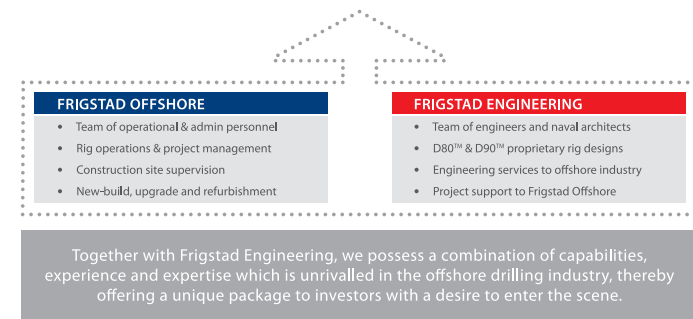 FRIGSTAD OFFSHORE
• Team of operational & admin personnel
• Rig operations & project management
• Construction site supervision
• New-build, upgrade and refurbishment
FRIGSTAD ENGINEERING
• Team of engineers and naval architects
• D80™ & D90™ proprietary rig designs
• Engineering services to offshore industry
• Project support to Frigstad Offshore
Together with Frigstad Engineering, we possess a combination of capabilities,
experience and expertise which is unrivalled in the offshore drilling industry, thereby
offering a unique package to investors with a desire to enter the scene.